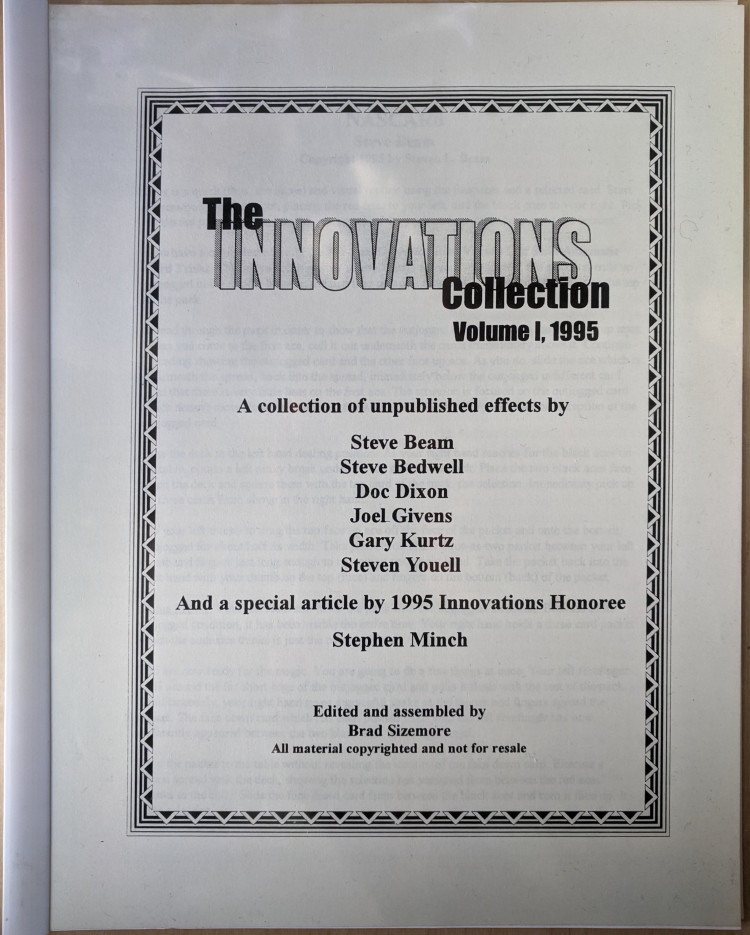 The
INNOVATIONS
Collection
Volume I, 1995
A collection of unpublished effects by
Steve Beam
Steve Bedwell
Doc Dixon
Joel Givens
Gary Kurtz
Steven Youell
And a special article by 1995 Innovations Honoree
Stephen Minch
Edited and assembled by
Brad Sizemore
All material copyrighted and not for resale